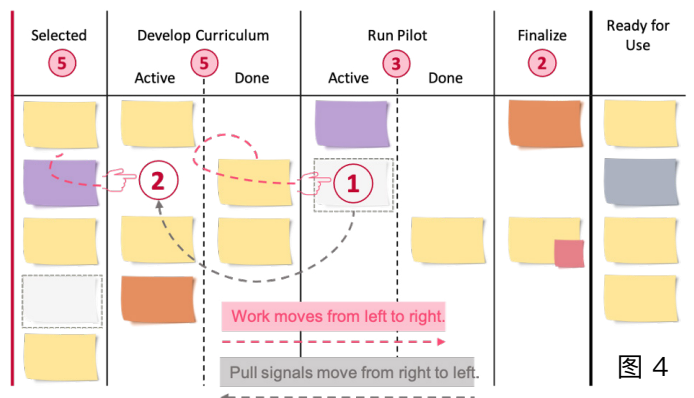 Selected
Develop Curriculum
Run Pilot
Finalize
Ready for
Use
5
5
3
2
Active
Done
Active
Done
2
1
Work moves from left to right.
Pull signals move from right to left.
图 4